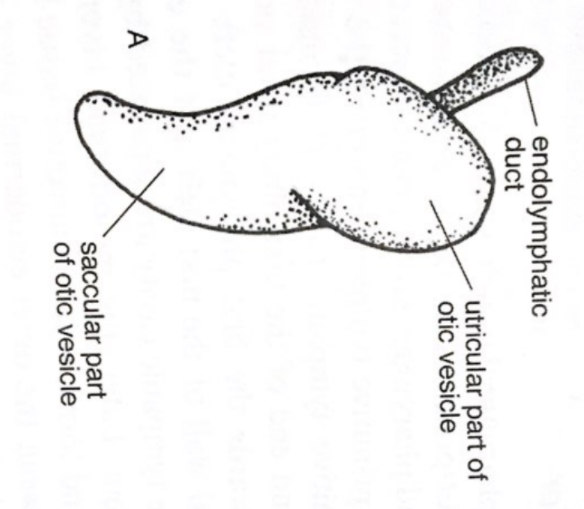 A
endolymphatic
duct
utricular part of
otic vesicle
saccular part
of otic vesicle